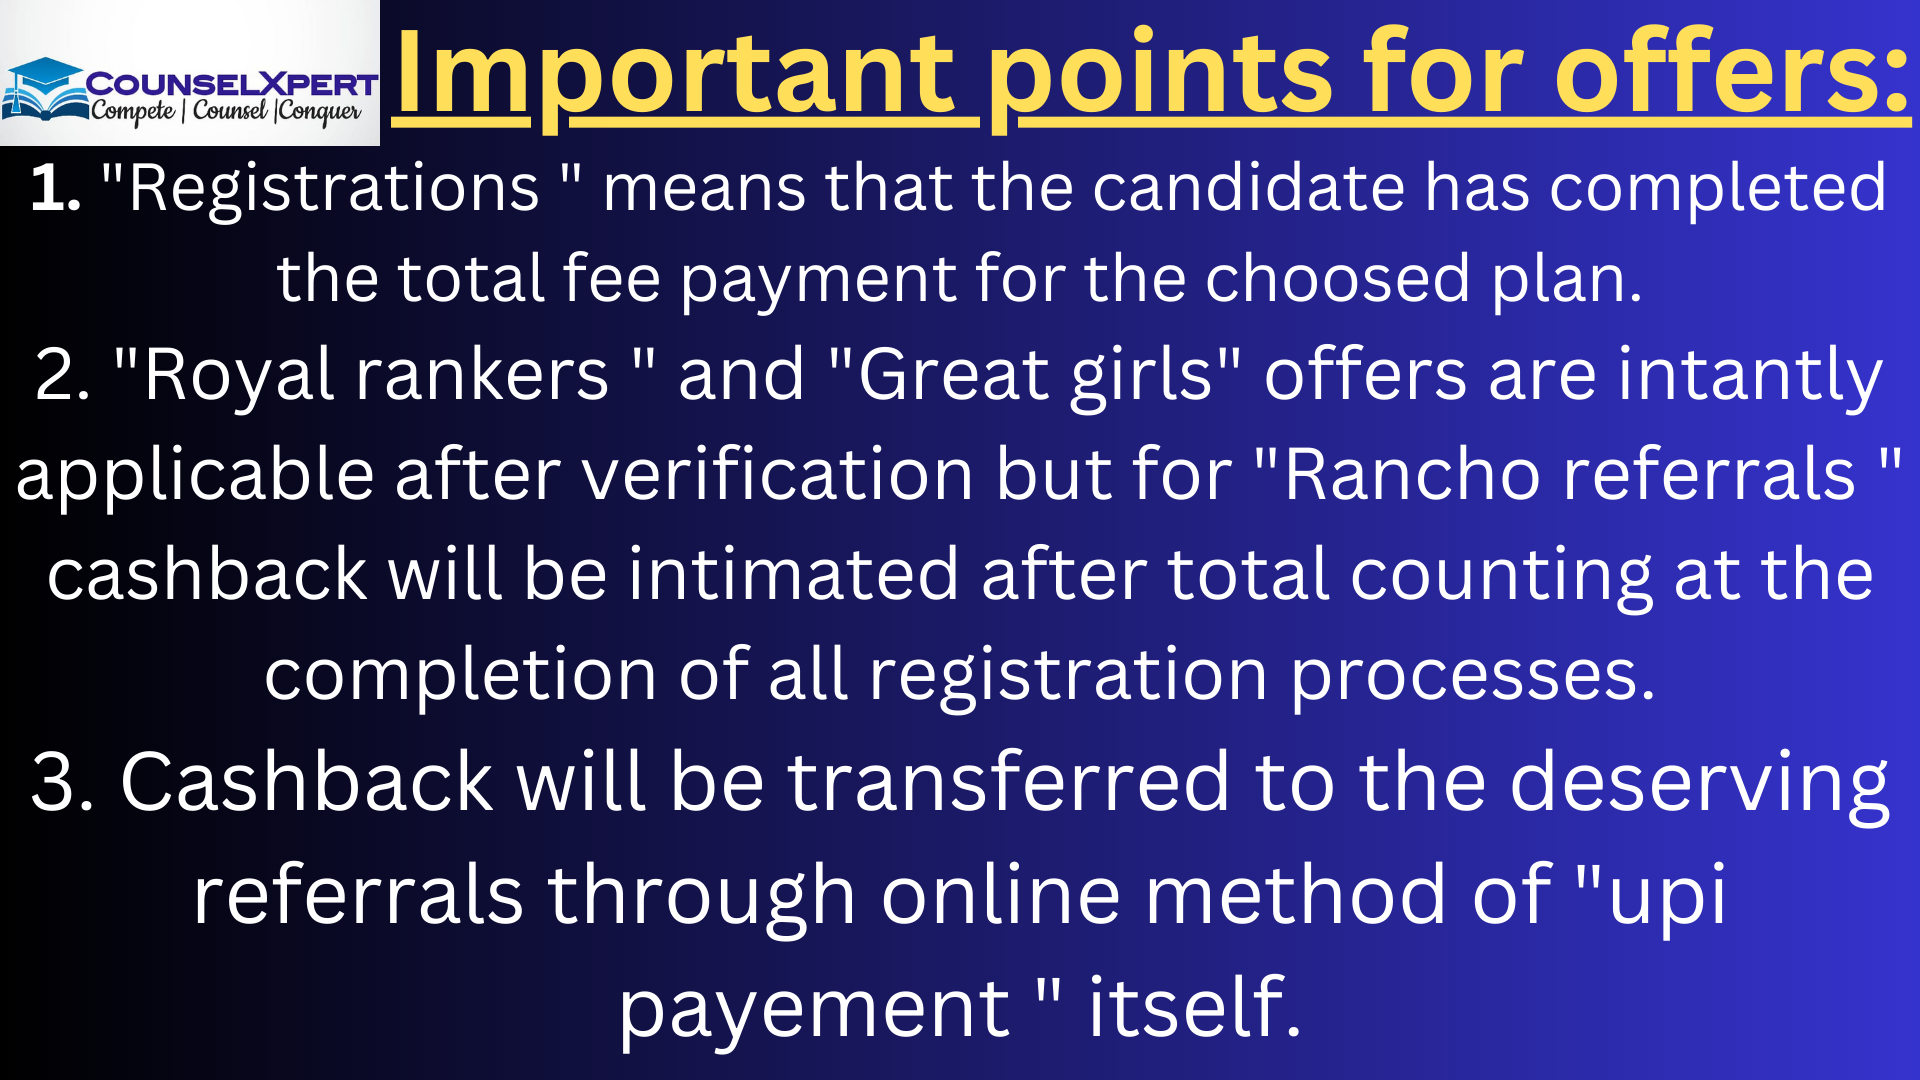 COUNSELXPERT
Compete | Counsel |Conquer
Important points for offers:
1. "Registrations " means that the candidate has completed
the total fee payment for the choosed plan.
2. "Royal rankers " and "Great girls" offers are intantly
applicable after verification but for "Rancho referrals "
cashback will be intimated after total counting at the
completion of all registration processes.
3. Cashback will be transferred to the deserving
referrals through online method of "upi
payement " itself.